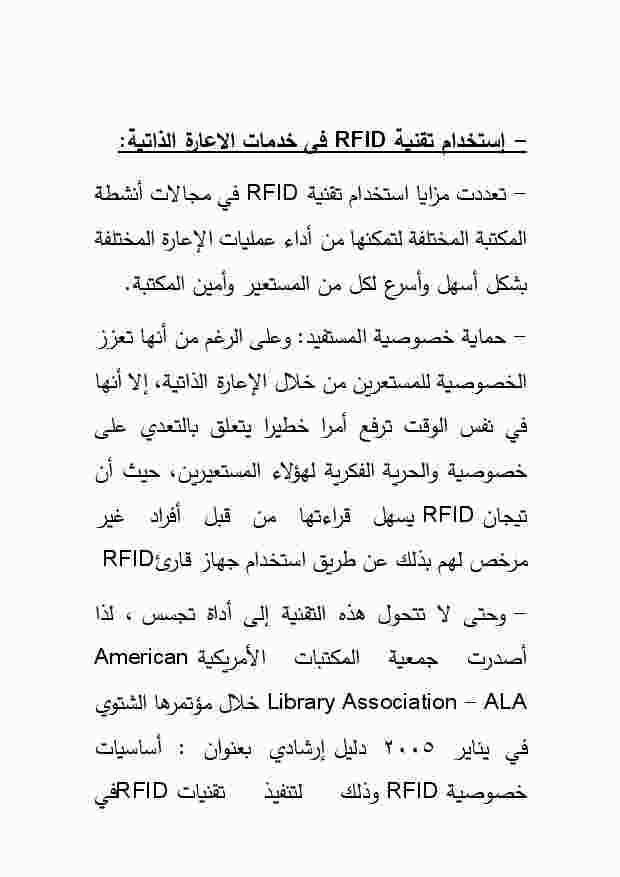 – إستخدام تقنية RFID فى خدمات الاعارة الذاتية:
– تعددت مزايا استخدام تقنية RFID في مجالات أنشطة
المكتبة المختلفة لتمكنها من أداء عمليات الإعارة المختلفة
بشكل أسهل وأسرع لكل من المستعير وأمين المكتبة.
– حماية خصوصية المستفيد: وعلى الرغم من أنها تعزز
الخصوصية للمستعرين من خلال الإعارة الذاتية، إلا أنها
في نفس الوقت ترفع أمرا خطيرا يتعلق بالتعدي على
خصوصية والحرية الفكرية لهؤلاء المستعيرين، حيث أن
تيجان RFID يسهل قراءتها من قبل أفراد غير
مرخص لهم بذلك عن طريق استخدام جهاز قارئRFID
– وحتى لا تتحول هذه التقنية إلى أداة تجسس ، لذا
أصدرت جمعية المكتبات الأمريكية American
Library Association – ALA خلال مؤتمرها الشتوي
في يناير ٢٠٠٥ دليل إرشادي بعنوان : أساسيات
خصوصية RFID وذلك لتنفيذ تقنيات RFIDفي